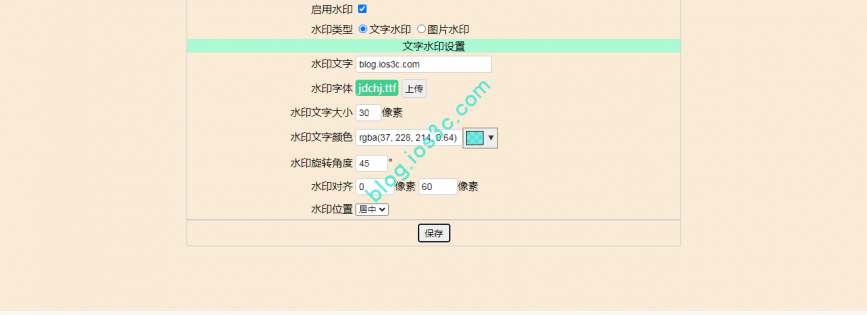 启用水印
水印类型 文字水印 图片水印
文字水印设置
水印文字 blog.ios3c.com
水印字体 jdchj.ttf 上传
水印文字大小 30 像素
水印文字颜色 rgba(37, 228, 214, 0.64)
水印旋转角度 45 °
水印对齐 0 像素 60 像素
水印位置 居中
保存
blog.ios3c.com